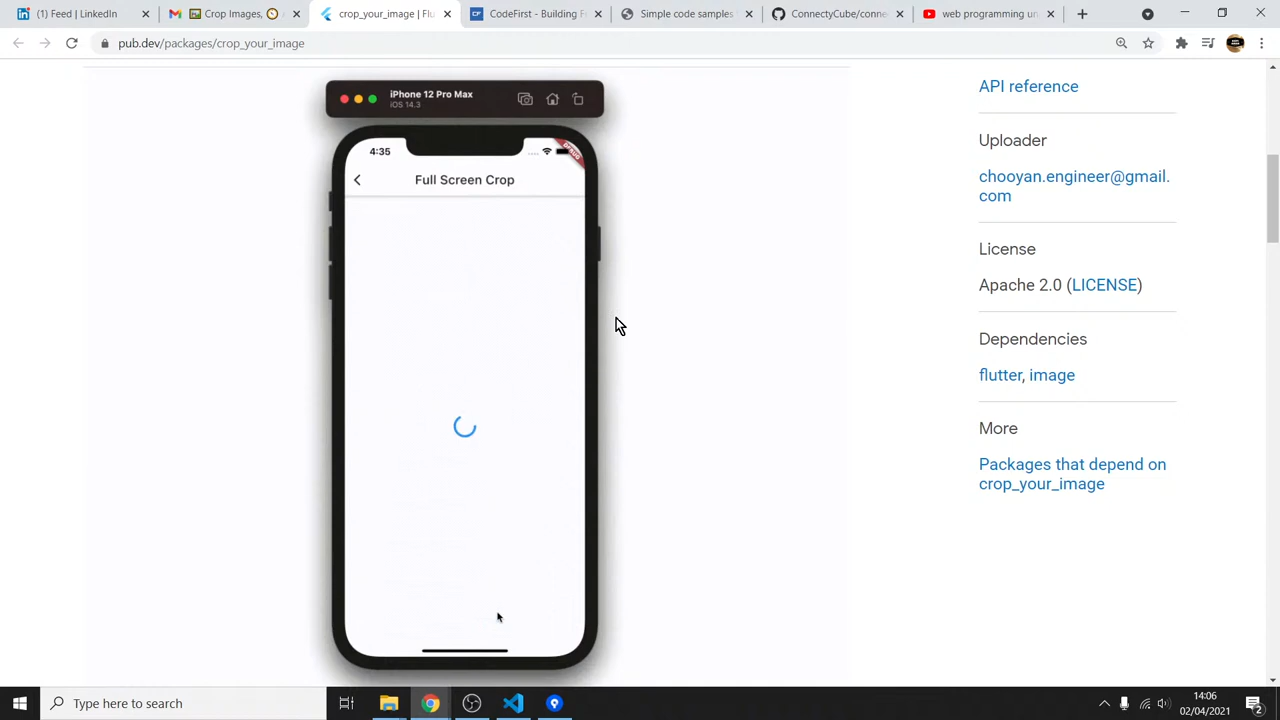 Feed | LinkedIn
Crop Images,
crop_your_image | Flu
CodeFirst - Building F
Simple code samples
ConnectyCube/conne
web programming un
pub.dev/packages/crop_your_image
iPhone 12 Pro Max
iOS 14.3
4:35
DEBUG
Full Screen Crop
API reference
Uploader
chooyan.engineer@gmail.
com
License
Apache 2.0 (LICENSE)
Dependencies
flutter, image
More
Packages that depend on
crop_your_image
Type here to search
14:06
02/04/2021
2